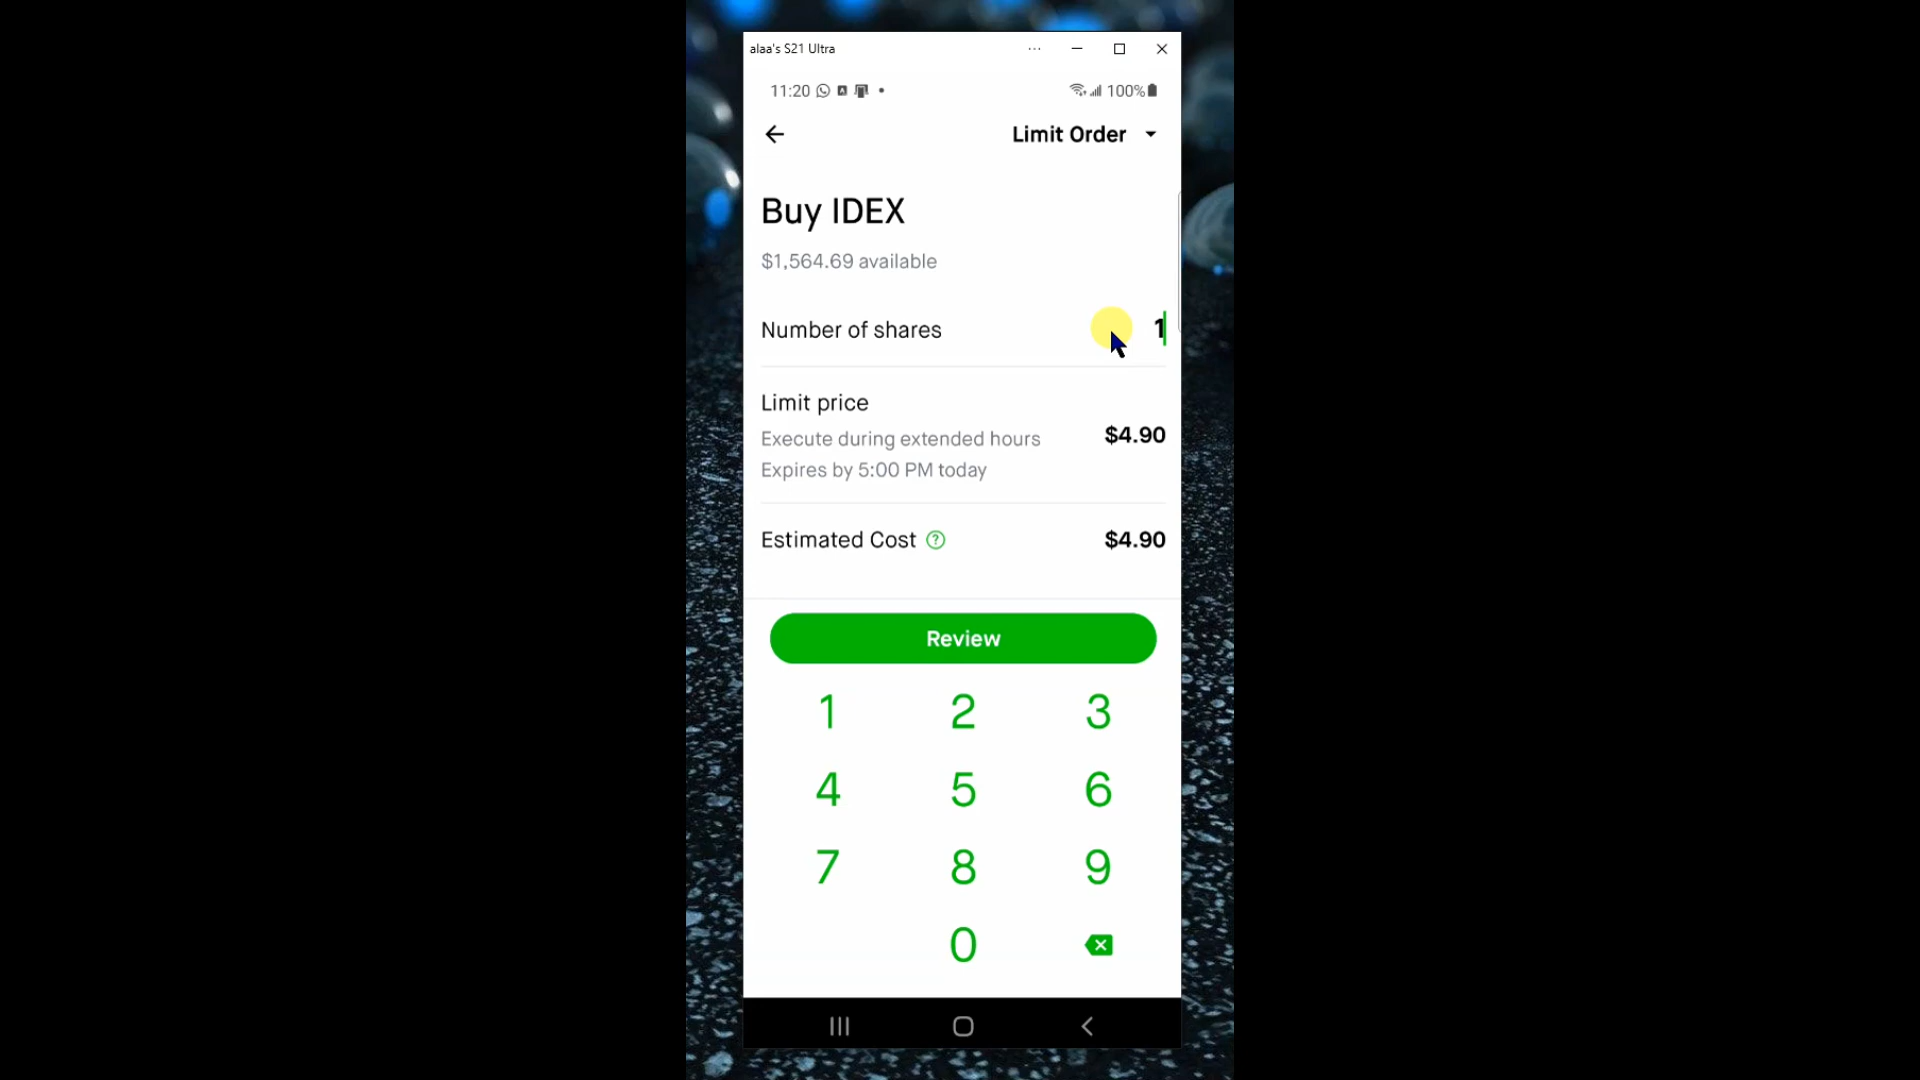 alaa's S21 Ultra
11:20 100%
Limit Order
Buy IDEX
$1,564.69 available
Number of shares 1
Limit price
Execute during extended hours $4.90
Expires by 5:00 PM today
Estimated Cost ? $4.90
Review
1 2 3
4 5 6
7 8 9
0